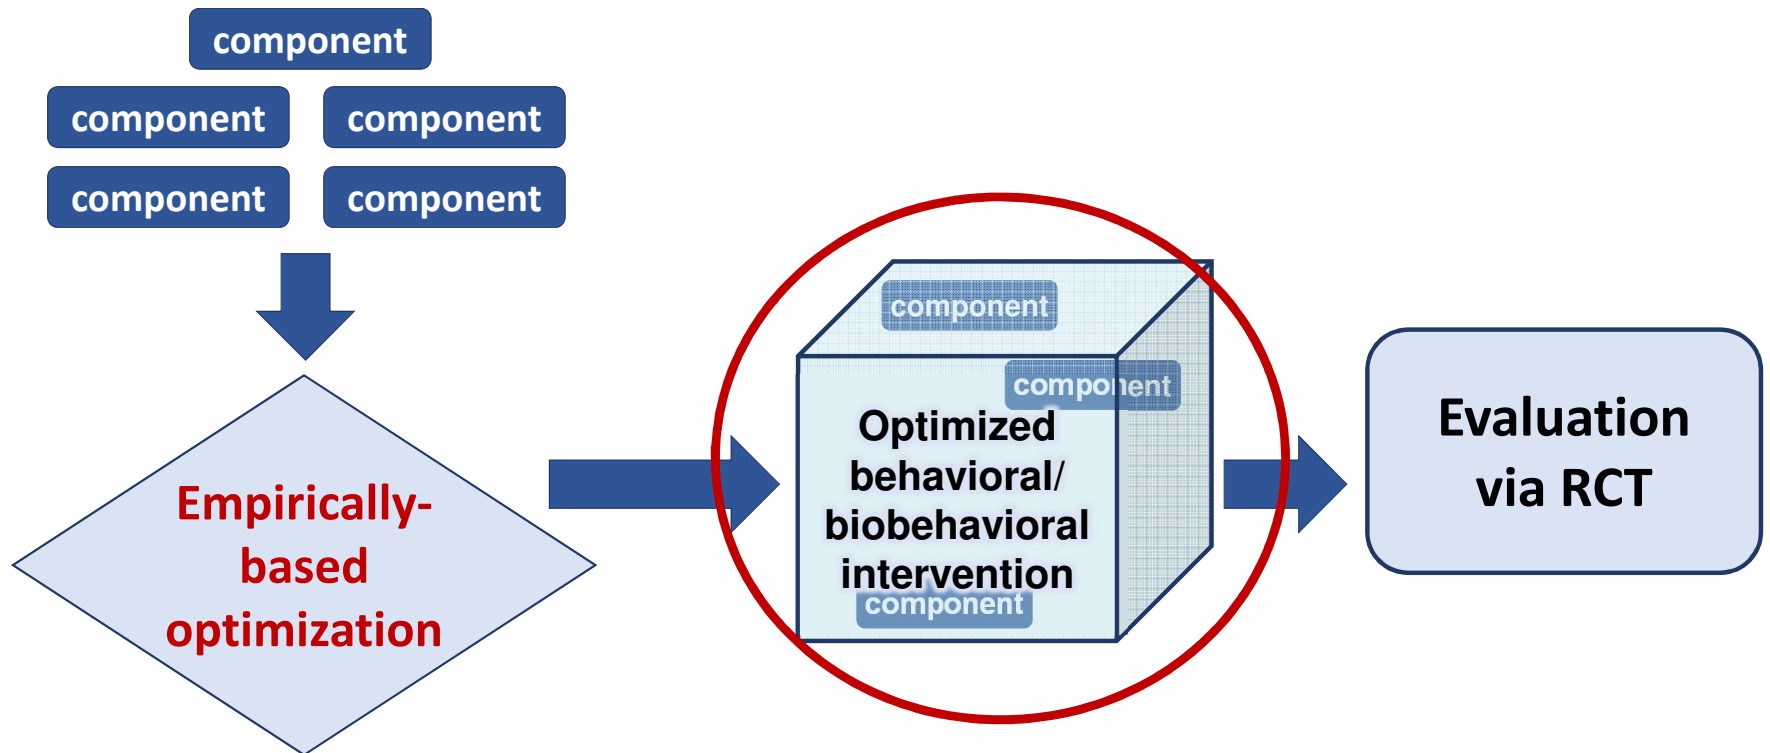 component
component component
component component
Empirically-
based
optimization
component
component
Optimized
behavioral/
biobehavioral
intervention
component
Evaluation
via RCT